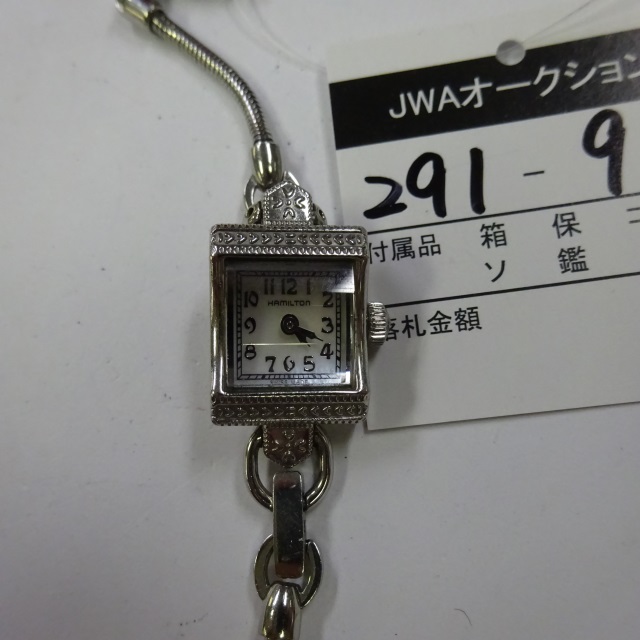 JWAオークション
291 - 9
付属品 箱 保
ソ 鑑
落札金額
11 12 1
10 2
HAMILTON
9 3
8 4
7 6 5